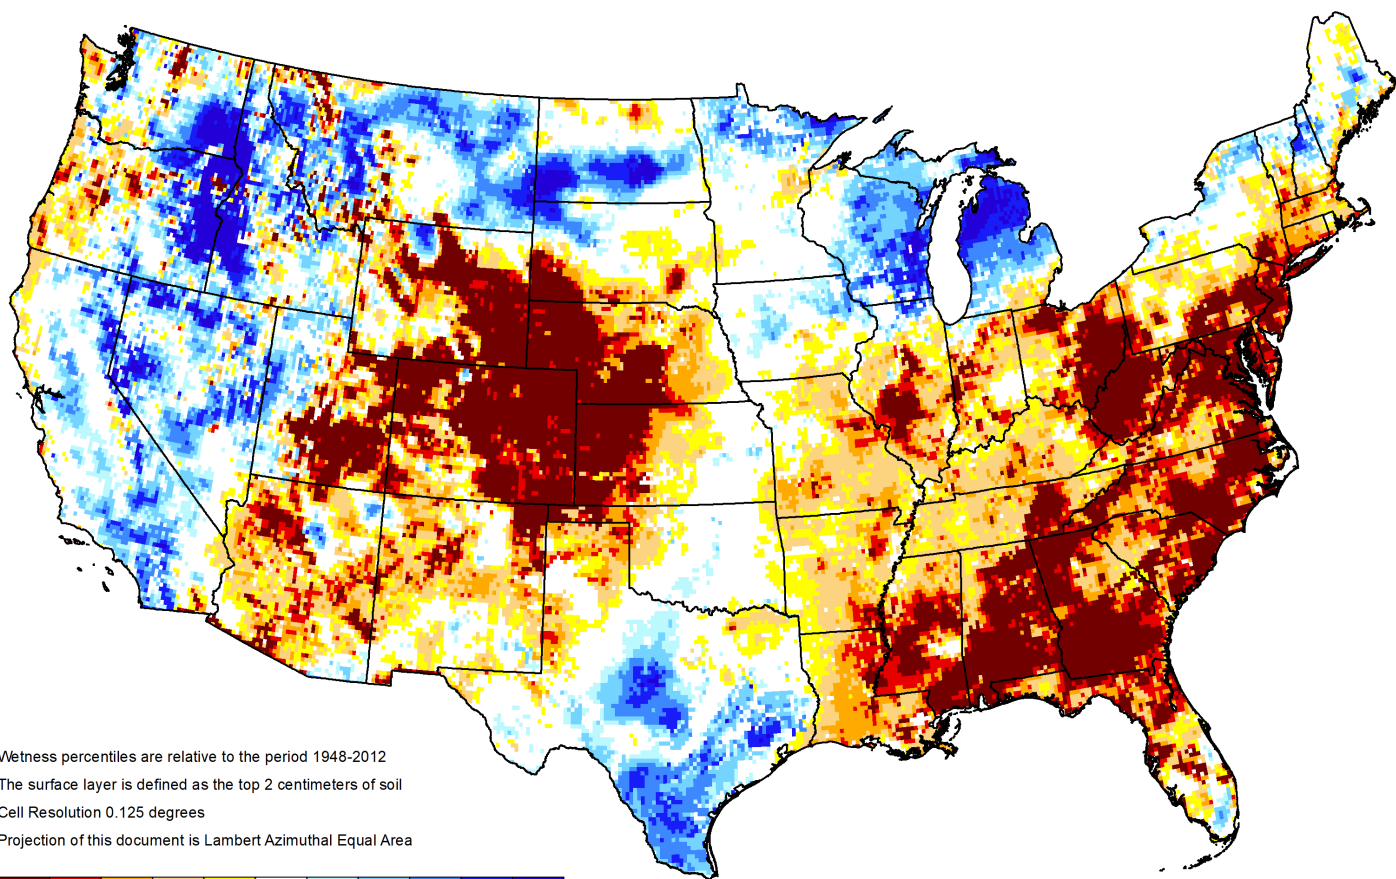 Wetness percentiles are relative to the period 1948-2012
The surface layer is defined as the top 2 centimeters of soil
Cell Resolution 0.125 degrees
Projection of this document is Lambert Azimuthal Equal Area